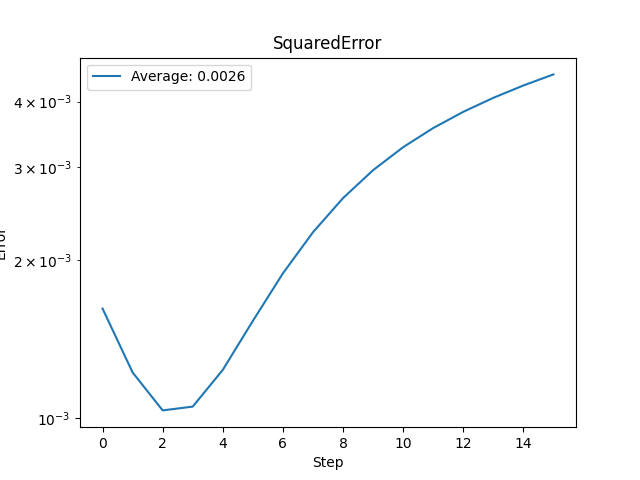 SquaredError
Average: 0.0026
4 × 10⁻³
3 × 10⁻³
2 × 10⁻³
10⁻³
Error
0 2 4 6 8 10 12 14
Step